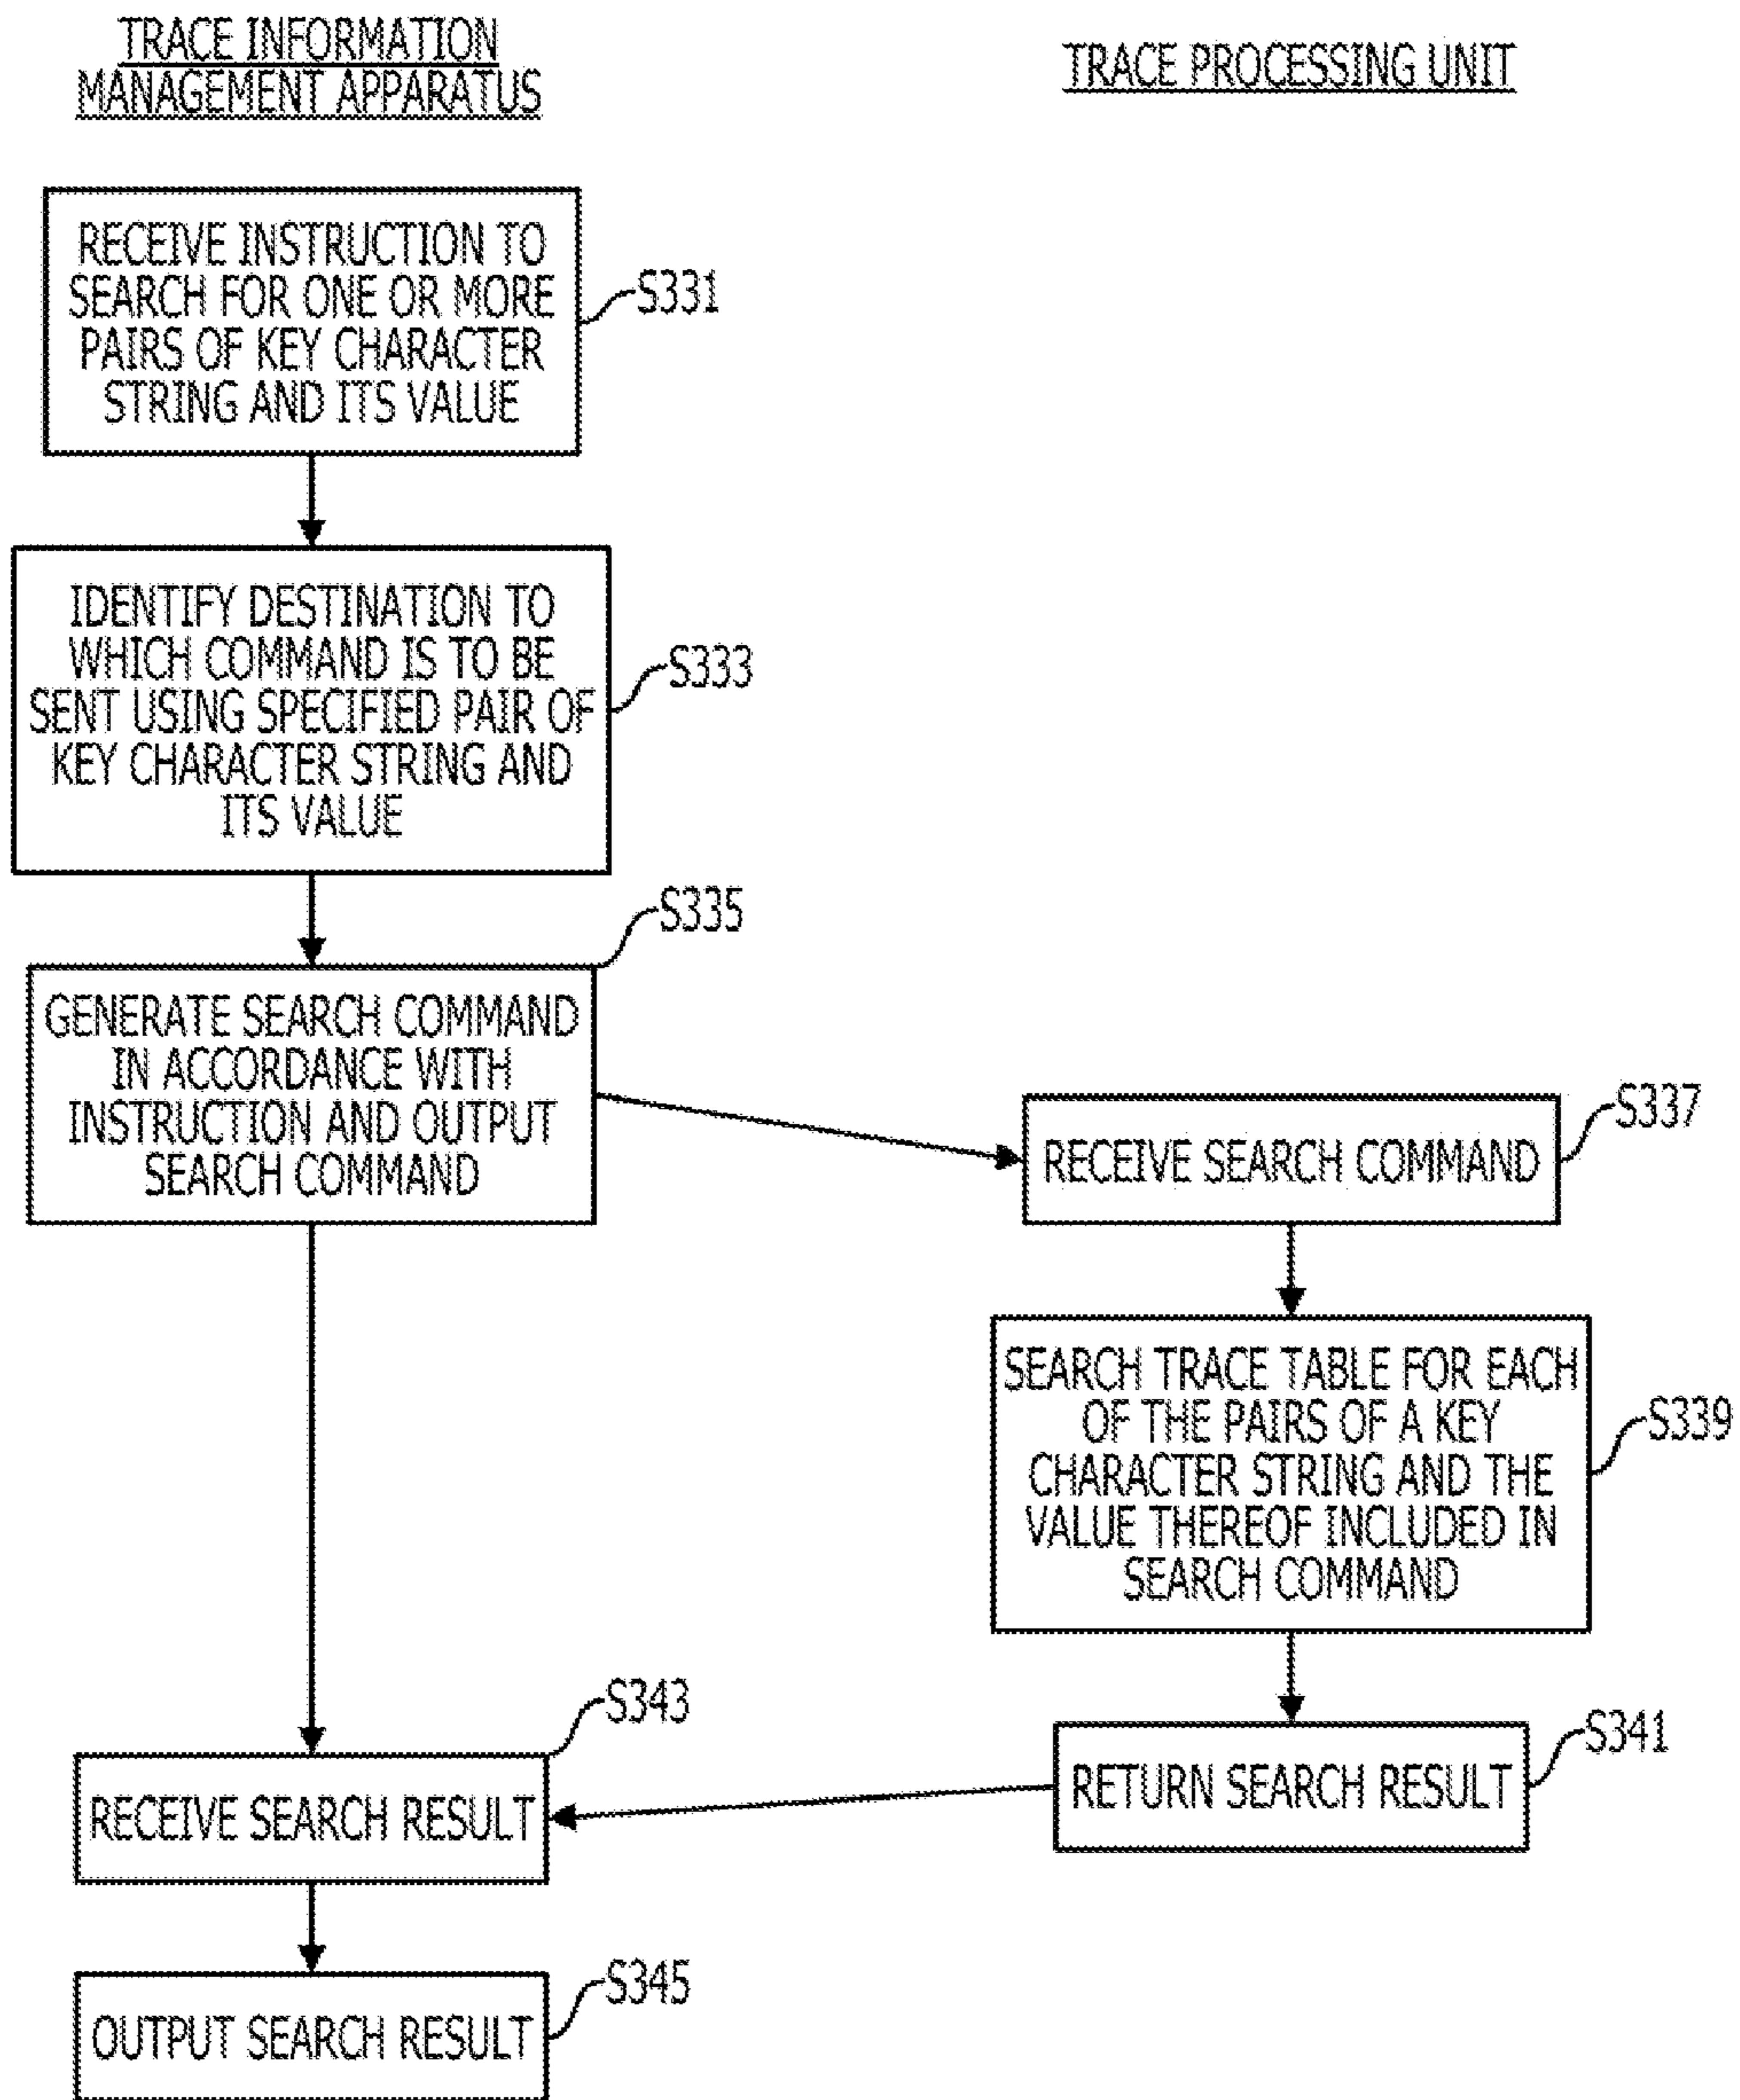 TRACE INFORMATION
MANAGEMENT APPARATUS
TRACE PROCESSING UNIT
RECEIVE INSTRUCTION TO
SEARCH FOR ONE OR MORE
PAIRS OF KEY CHARACTER
STRING AND ITS VALUE
S331
IDENTIFY DESTINATION TO
WHICH COMMAND IS TO BE
SENT USING SPECIFIED PAIR OF
KEY CHARACTER STRING AND
ITS VALUE
S333
S335
GENERATE SEARCH COMMAND
IN ACCORDANCE WITH
INSTRUCTION AND OUTPUT
SEARCH COMMAND
S337
RECEIVE SEARCH COMMAND
SEARCH TRACE TABLE FOR EACH
OF THE PAIRS OF A KEY
CHARACTER STRING AND THE
VALUE THEREOF INCLUDED IN
SEARCH COMMAND
S339
S341
RETURN SEARCH RESULT
S343
RECEIVE SEARCH RESULT
S345
OUTPUT SEARCH RESULT